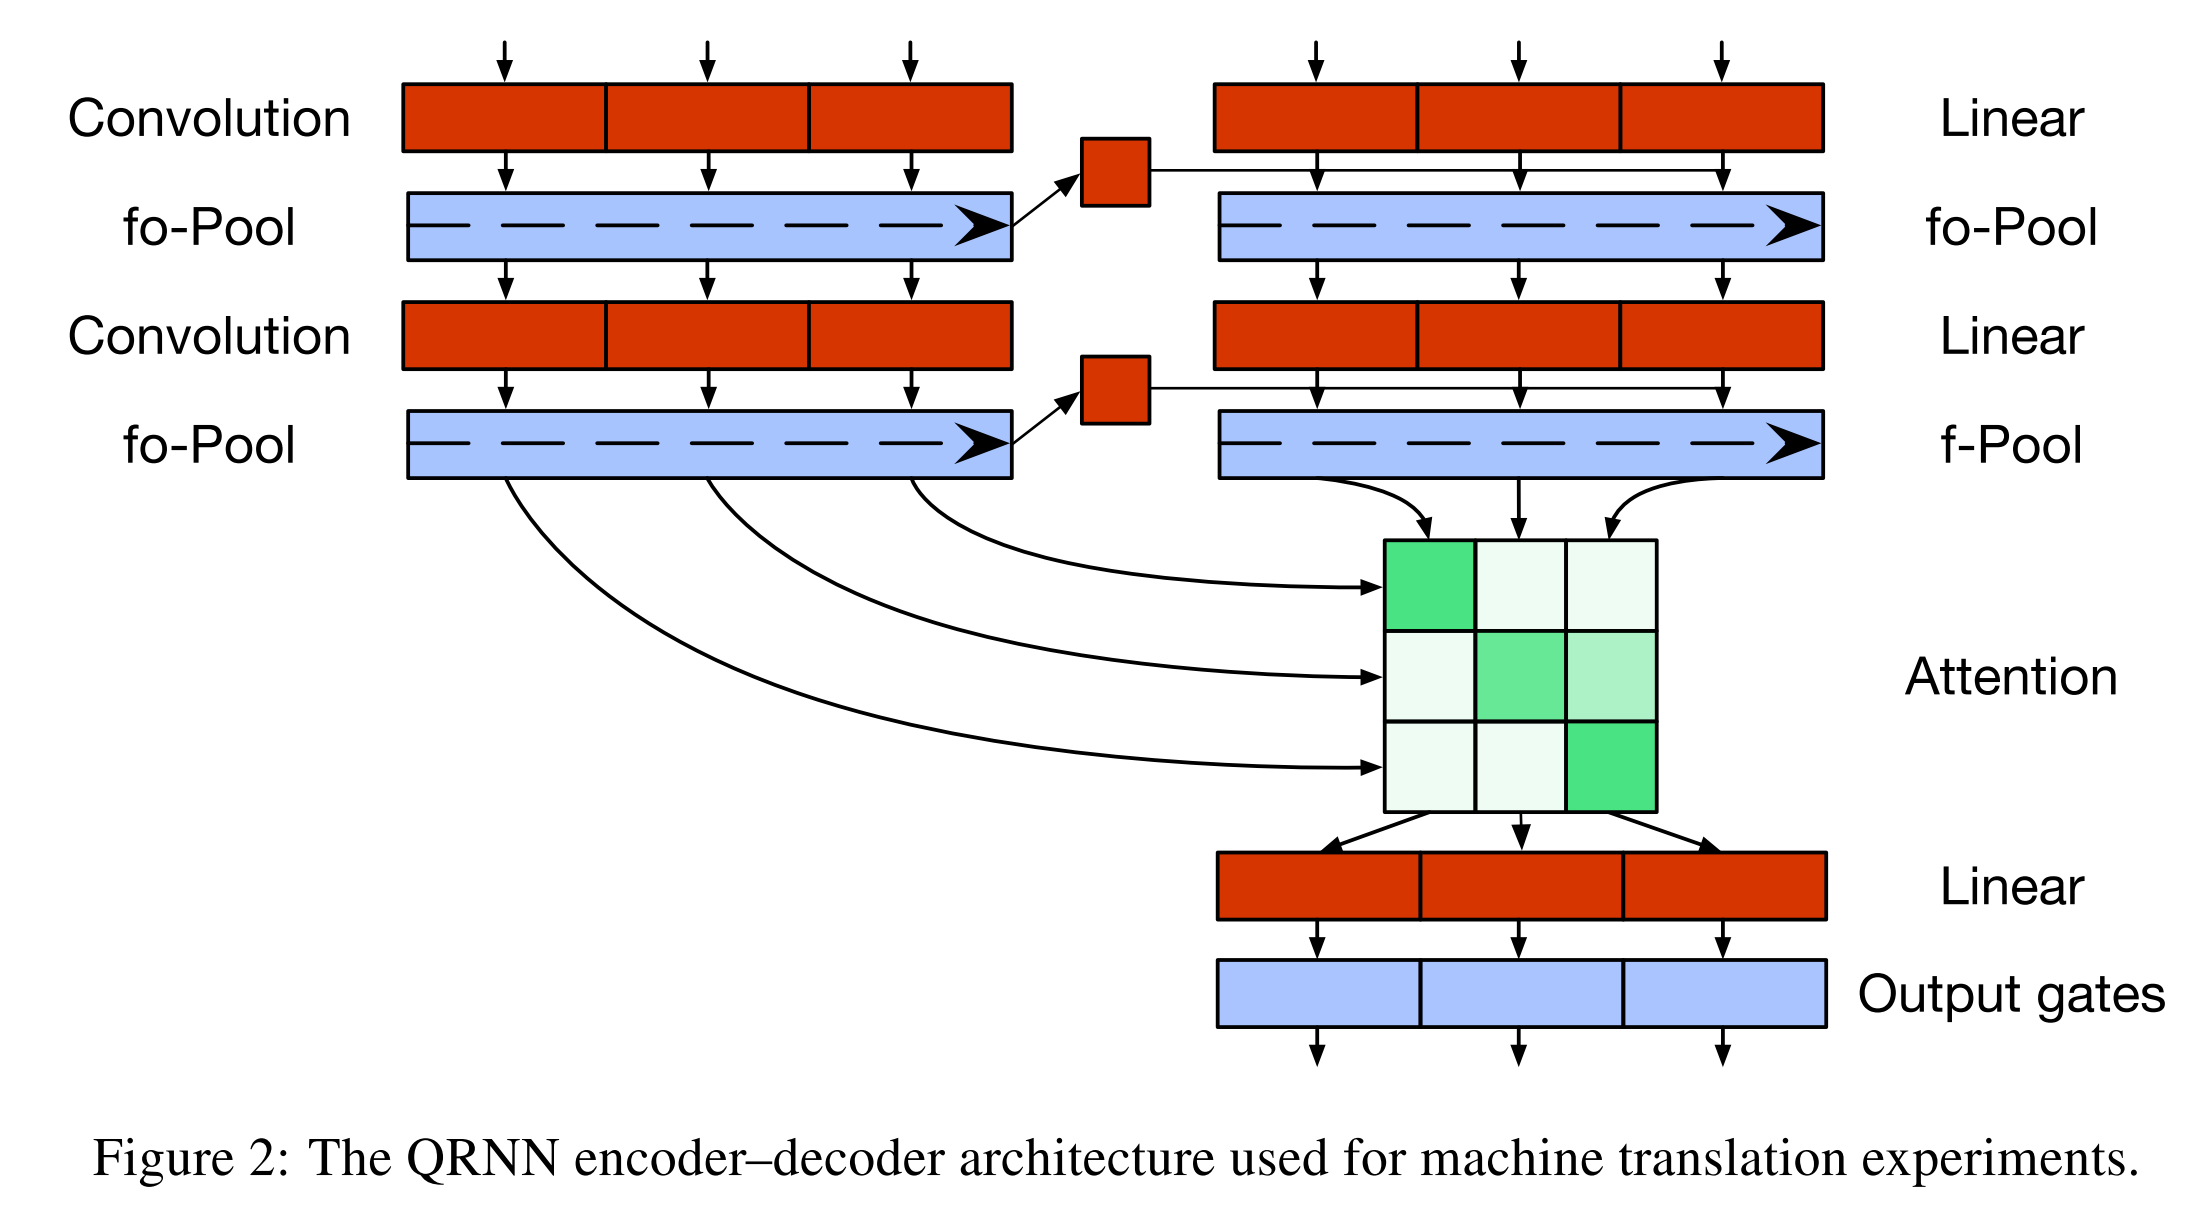 Convolution
Linear
fo-Pool
fo-Pool
Convolution
Linear
fo-Pool
f-Pool
Attention
Linear
Output gates
Figure 2: The QRNN encoder–decoder architecture used for machine translation experiments.